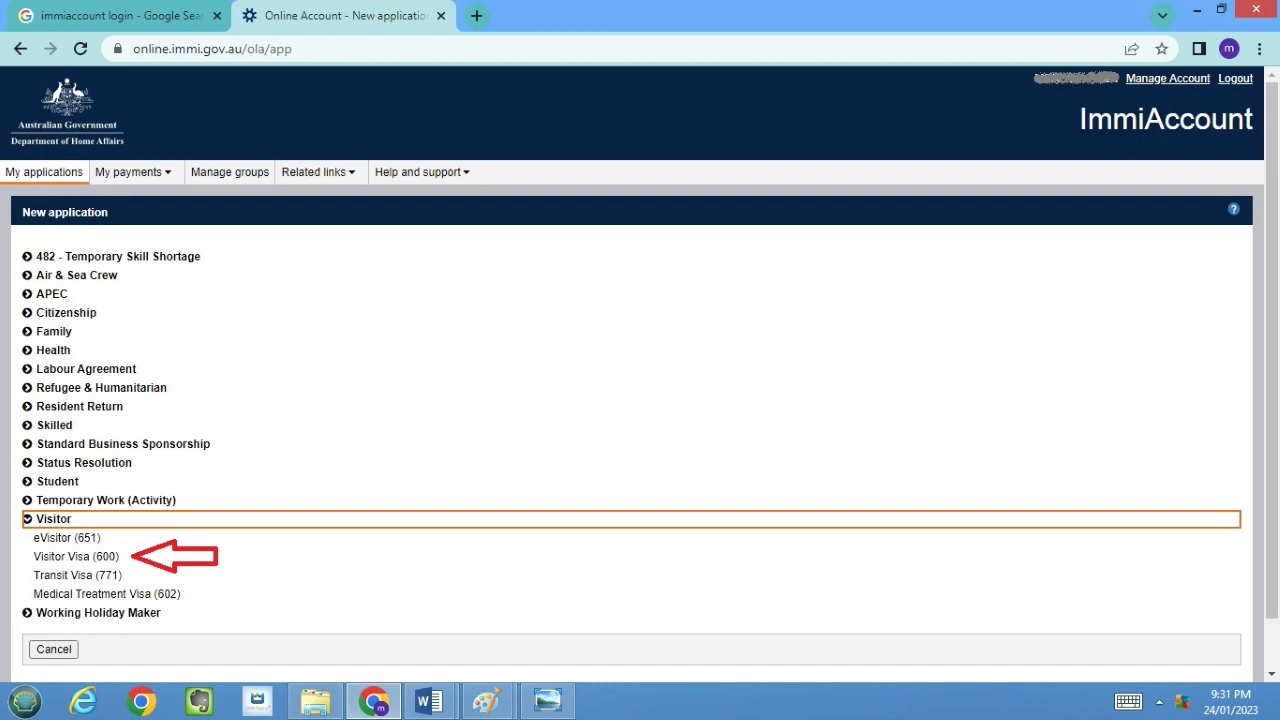 immiaccount login - Google Sea
Online Account - New application
online.immi.gov.au/ola/app
m
Manage Account Logout
Australian Government
Department of Home Affairs
ImmiAccount
My applications My payments Manage groups Related links Help and support
New application
?
482 - Temporary Skill Shortage
Air & Sea Crew
APEC
Citizenship
Family
Health
Labour Agreement
Refugee & Humanitarian
Resident Return
Skilled
Standard Business Sponsorship
Status Resolution
Student
Temporary Work (Activity)
Visitor
eVisitor (651)
Visitor Visa (600)
Transit Visa (771)
Medical Treatment Visa (602)
Working Holiday Maker
Cancel
m
W
9:31 PM
24/01/2023